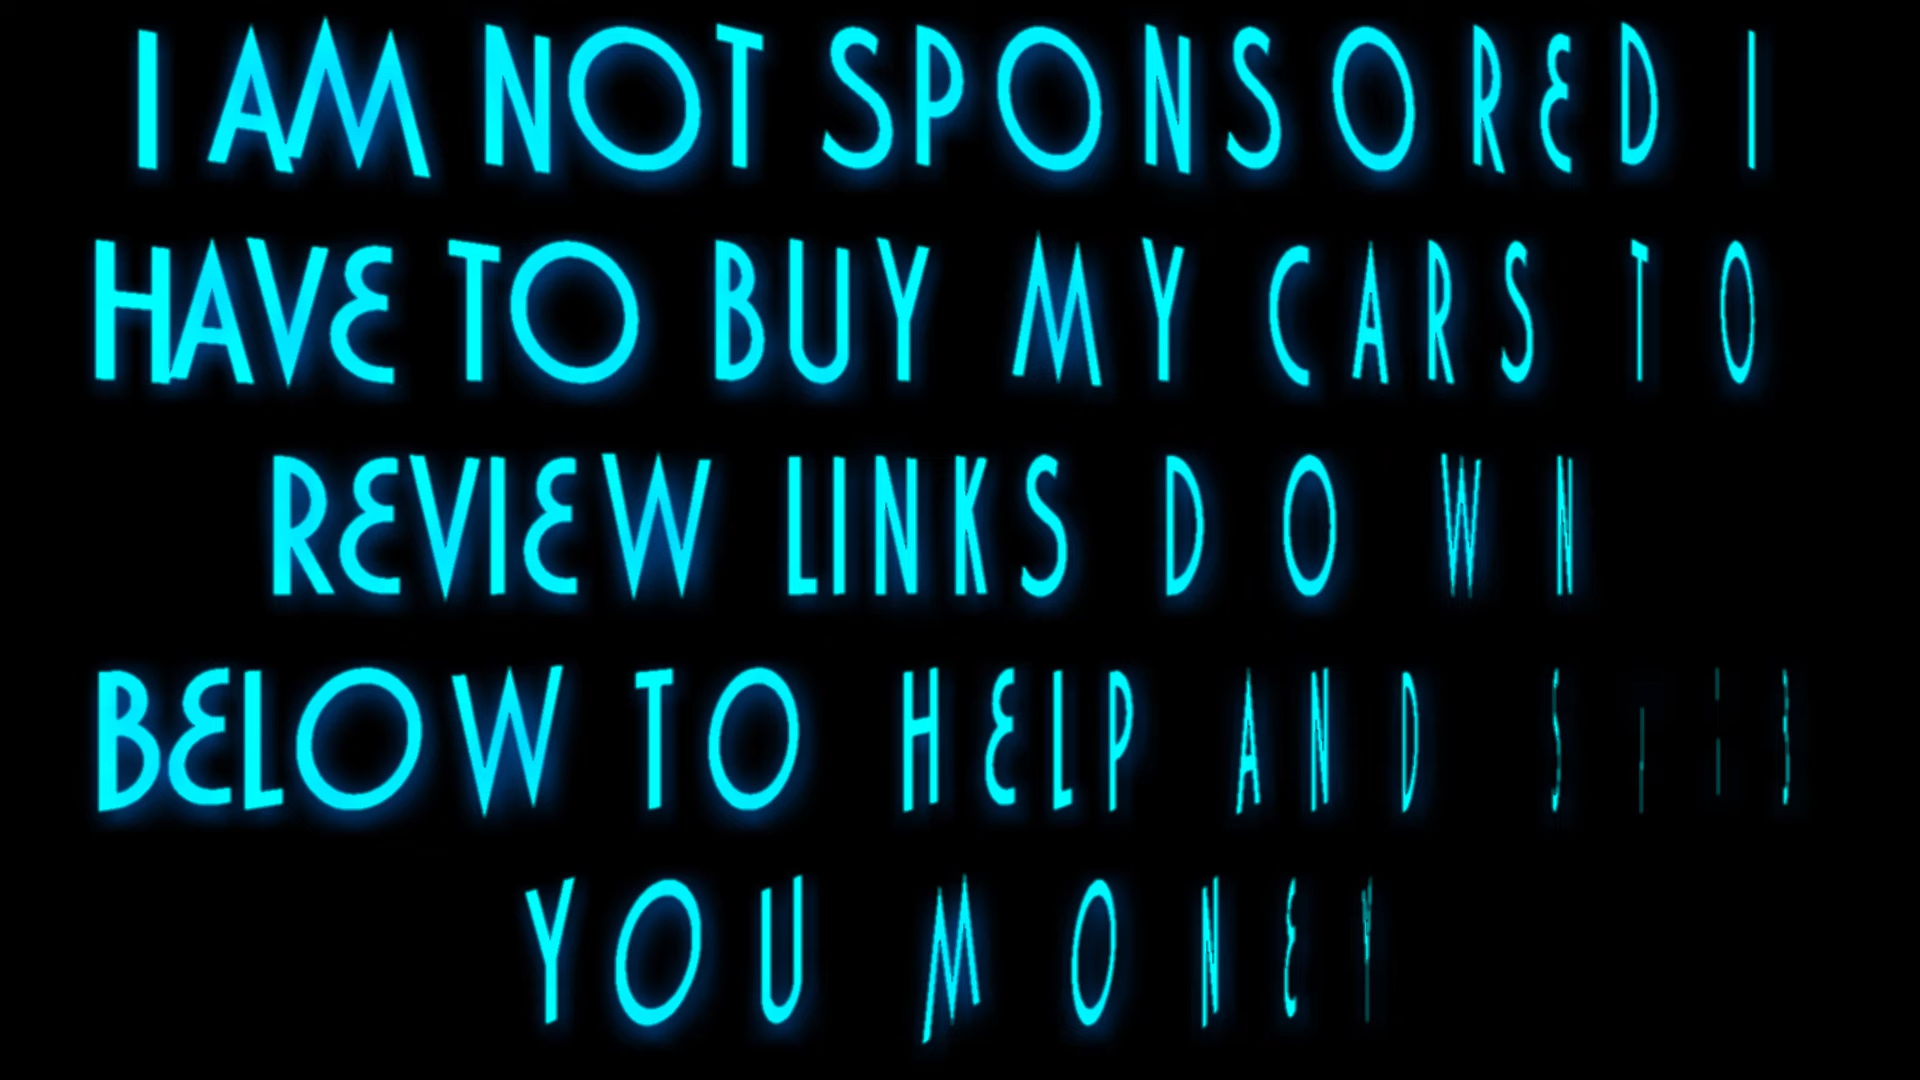 I AM NOT SPONSORED I
HAVE TO BUY MY CARS TO
REVIEW LINKS DOWN
BELOW TO HELP AND
YOU MONEY